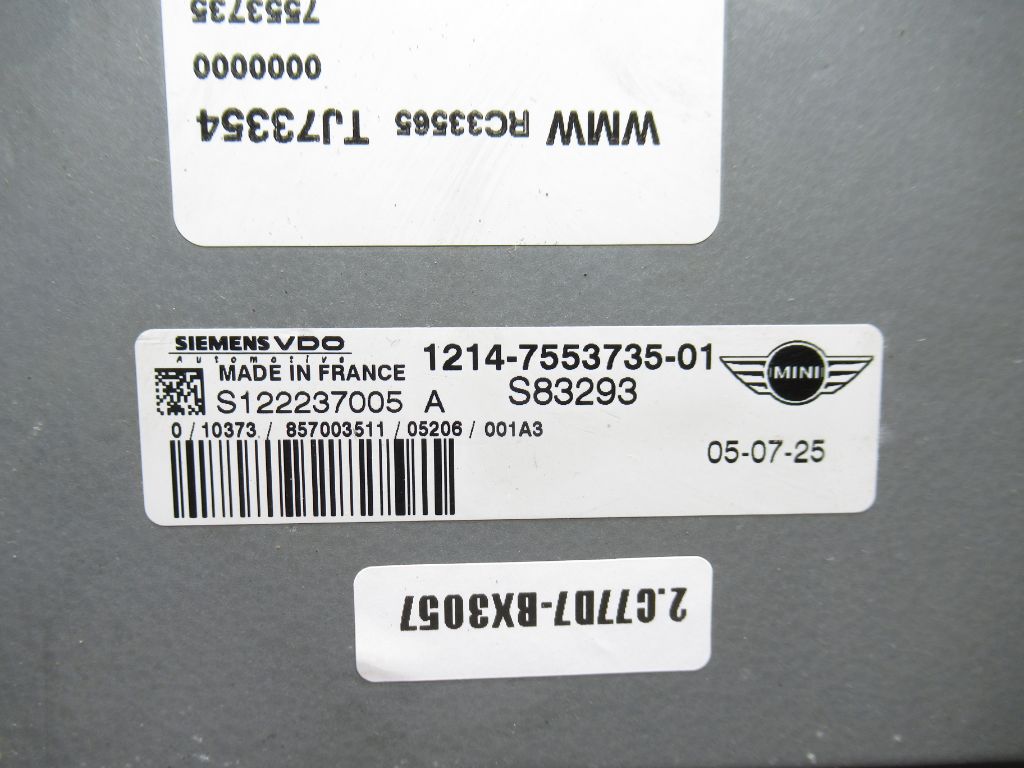 WMW RC33565 TJ73354
0000000
7553735
SIEMENS VDO
Automotive
MADE IN FRANCE
1214-7553735-01
S122237005 A
S83293
MINI
0/10373/857003511/05206/001A3
05-07-25
2.C77D7-BX3057